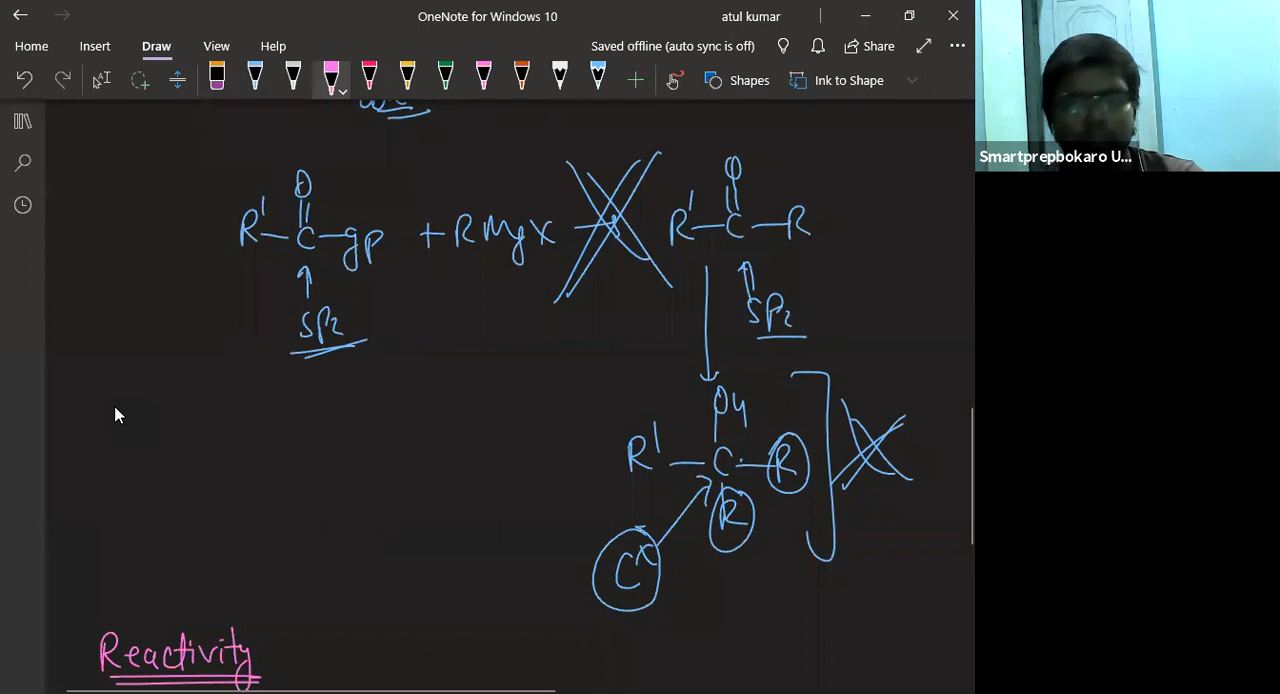 OneNote for Windows 10
atul kumar
Home Insert Draw View Help
Saved offline (auto sync is off)
Share
Shapes
Ink to Shape
Smartprepbokaro U...
O O
R' — C — gp + R Mg X → R' — C — R
SP2 SP2
OH
R' — C — R
R
C*
Reactivity